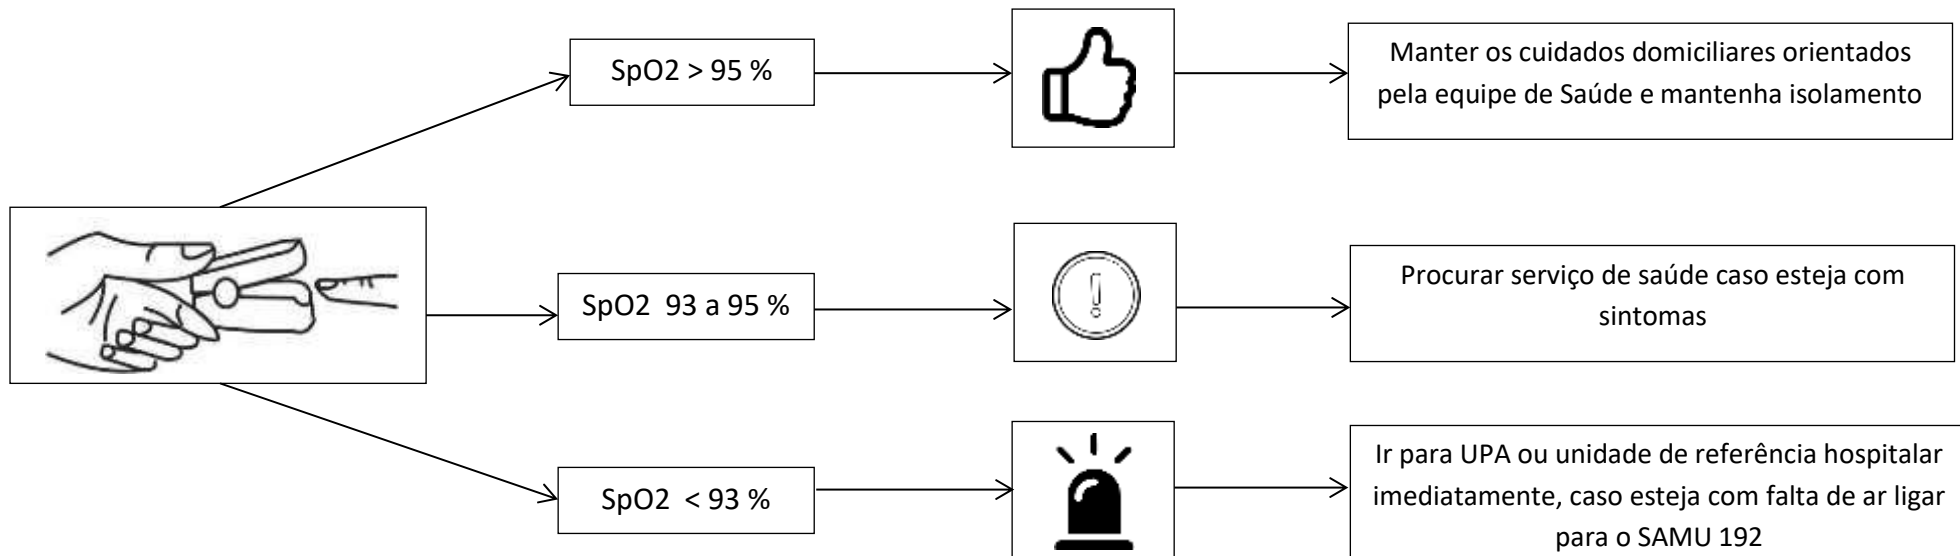 SpO2 > 95 %
Manter os cuidados domiciliares orientados
pela equipe de Saúde e mantenha isolamento
SpO2 93 a 95 %
!
Procurar serviço de saúde caso esteja com
sintomas
SpO2 < 93 %
Ir para UPA ou unidade de referência hospitalar
imediatamente, caso esteja com falta de ar ligar
para o SAMU 192